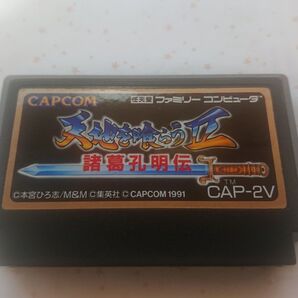 CAPCOM 任天堂 ファミリー コンピュータ
天地を喰らうⅡ
諸葛孔明伝
TM
©本宮ひろ志/M&M ©集英社 ©CAPCOM 1991 CAP-2V